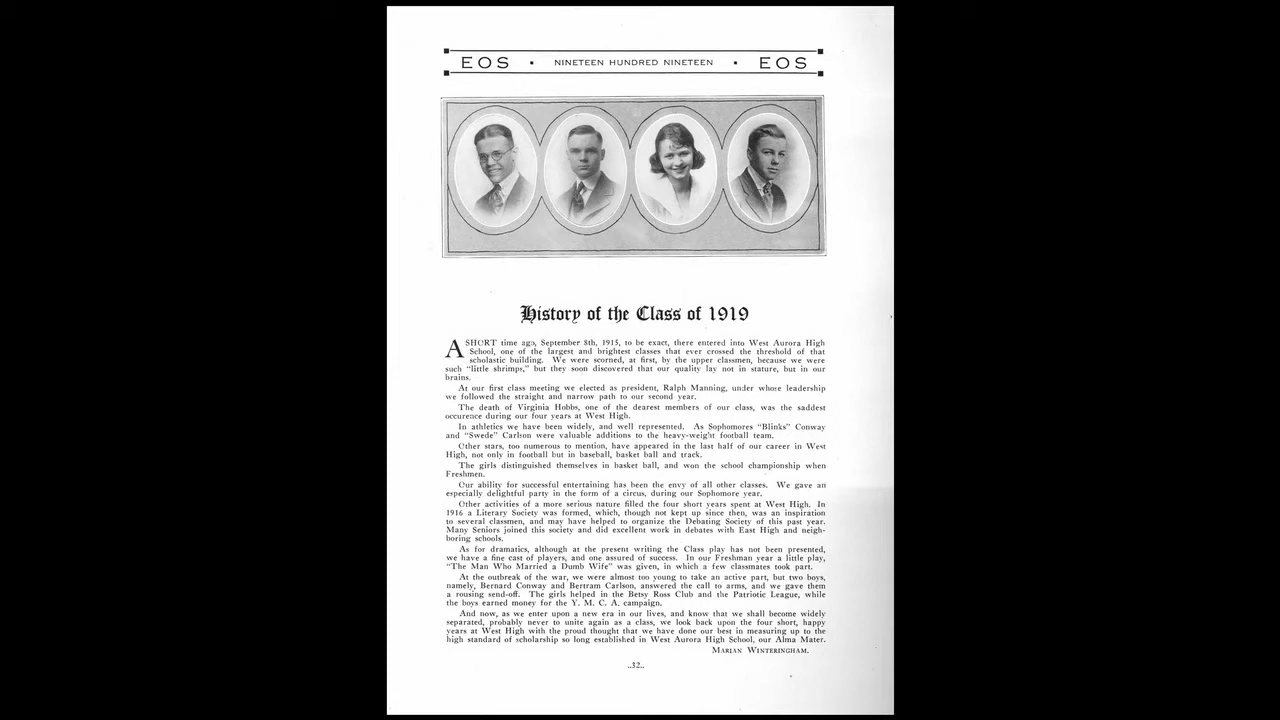 EOS ▪ NINETEEN HUNDRED NINETEEN ▪ EOS
History of the Class of 1919
A SHORT time ago, September 8th, 1915, to be exact, there entered into West Aurora High
School, one of the largest and brightest classes that ever crossed the threshold of that
scholastic building. We were scorned, at first, by the upper classmen, because we were
such "little shrimps," but they soon discovered that our quality lay not in stature, but in our
brains.
At our first class meeting we elected as president, Ralph Manning, under whose leadership
we followed the straight and narrow path to our second year.
The death of Virginia Hobbs, one of the dearest members of our class, was the saddest
occurence during our four years at West High.
In athletics we have been widely, and well represented. As Sophomores "Blinks" Conway
and "Swede" Carlson were valuable additions to the heavy-weight football team.
Other stars, too numerous to mention, have appeared in the last half of our career in West
High, not only in football but in baseball, basket ball and track.
The girls distinguished themselves in basket ball, and won the school championship when
Freshmen.
Our ability for successful entertaining has been the envy of all other classes. We gave an
especially delightful party in the form of a circus, during our Sophomore year.
Other activities of a more serious nature filled the four short years spent at West High. In
1916 a Literary Society was formed, which, though not kept up since then, was an inspiration
to several classmen, and may have helped to organize the Debating Society of this past year.
Many Seniors joined this society and did excellent work in debates with East High and neigh-
boring schools.
As for dramatics, although at the present writing the Class play has not been presented,
we have a fine cast of players, and one assured of success. In our Freshman year a little play,
"The Man Who Married a Dumb Wife" was given, in which a few classmates took part.
At the outbreak of the war, we were almost too young to take an active part, but two boys,
namely, Bernard Conway and Bertram Carlson, answered the call to arms, and we gave them
a rousing send-off. The girls helped in the Betsy Ross Club and the Patriotic League, while
the boys earned money for the Y. M. C. A. campaign.
And now, as we enter upon a new era in our lives, and know that we shall become widely
separated, probably never to unite again as a class, we look back upon the four short, happy
years at West High with the proud thought that we have done our best in measuring up to the
high standard of scholarship so long established in West Aurora High School, our Alma Mater.
MARIAN WINTERINGHAM.
..32..